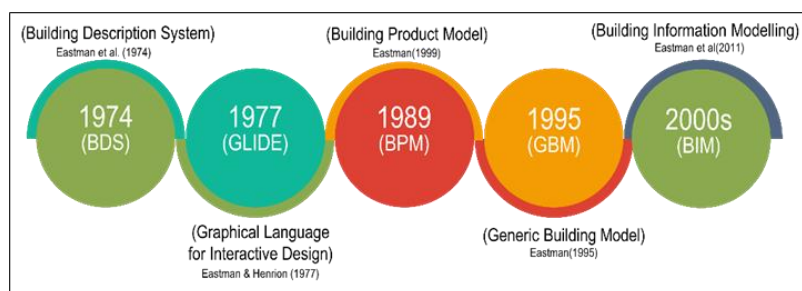 (Building Description System)
Eastman et al. (1974)
(Building Product Model)
Eastman(1999)
(Building Information Modelling)
Eastman et al(2011)
1974
(BDS)
1977
(GLIDE)
1989
(BPM)
1995
(GBM)
2000s
(BIM)
(Graphical Language
for Interactive Design)
Eastman & Henrion (1977)
(Generic Building Model)
Eastman(1995)